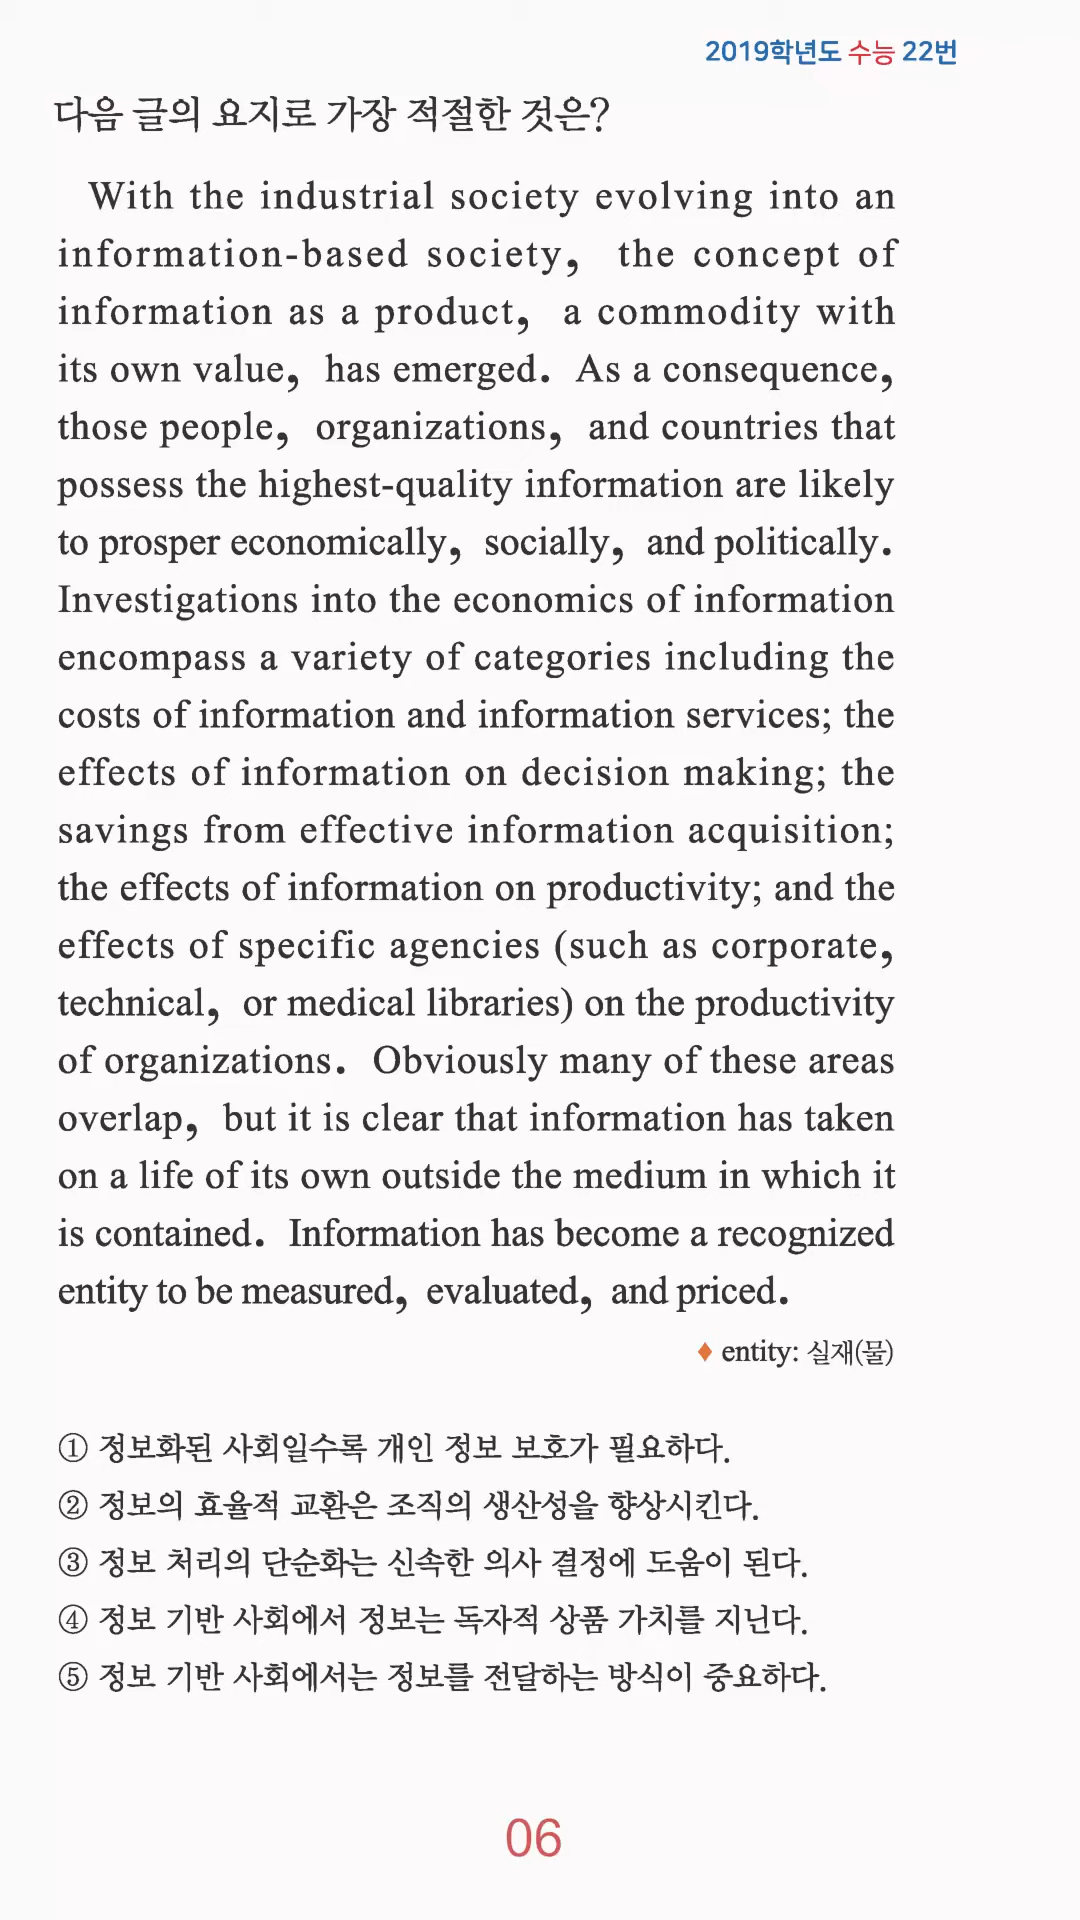 2019학년도 수능 22번
다음 글의 요지로 가장 적절한 것은?
With the industrial society evolving into an
information-based society, the concept of
information as a product, a commodity with
its own value, has emerged. As a consequence,
those people, organizations, and countries that
possess the highest-quality information are likely
to prosper economically, socially, and politically.
Investigations into the economics of information
encompass a variety of categories including the
costs of information and information services; the
effects of information on decision making; the
savings from effective information acquisition;
the effects of information on productivity; and the
effects of specific agencies (such as corporate,
technical, or medical libraries) on the productivity
of organizations. Obviously many of these areas
overlap, but it is clear that information has taken
on a life of its own outside the medium in which it
is contained. Information has become a recognized
entity to be measured, evaluated, and priced.
♦ entity: 실재(물)
① 정보화된 사회일수록 개인 정보 보호가 필요하다.
② 정보의 효율적 교환은 조직의 생산성을 향상시킨다.
③ 정보 처리의 단순화는 신속한 의사 결정에 도움이 된다.
④ 정보 기반 사회에서 정보는 독자적 상품 가치를 지닌다.
⑤ 정보 기반 사회에서는 정보를 전달하는 방식이 중요하다.
06